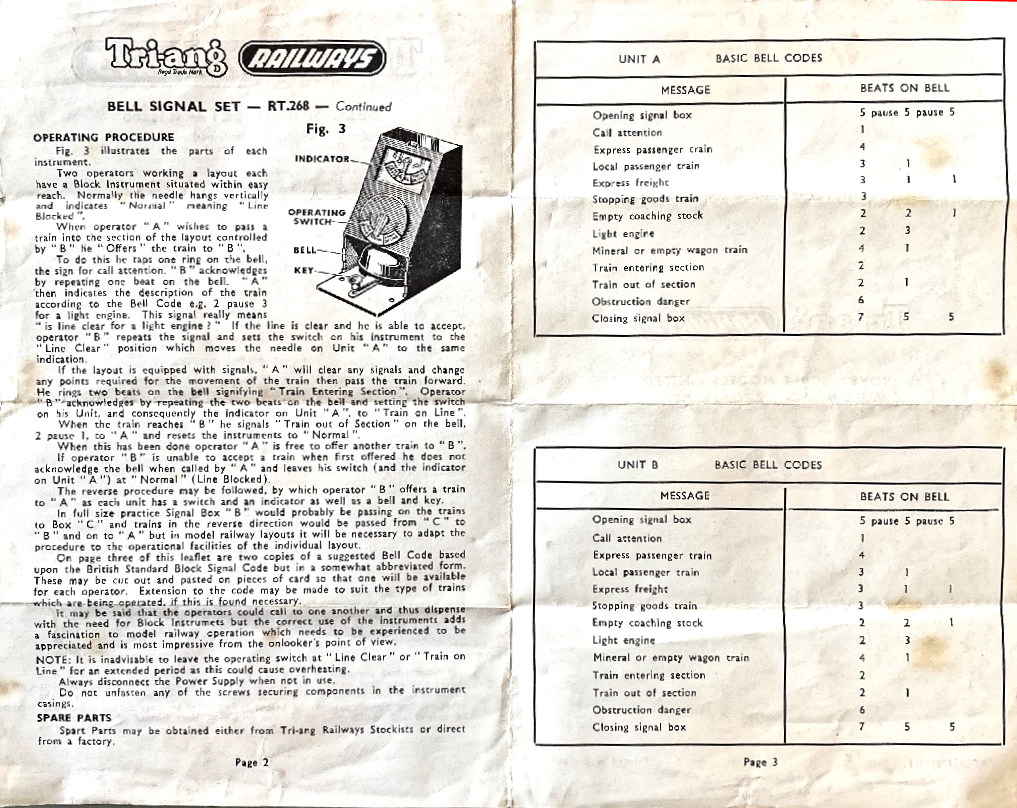 Tri-ang RAILWAYS
Regd Trade Mark
BELL SIGNAL SET — RT.268 — Continued
OPERATING PROCEDURE
Fig. 3 illustrates the parts of each
instrument.
Two operators working a layout each
have a Block Instrument situated within easy
reach. Normally the needle hangs vertically
and indicates "Normal" meaning "Line
Blocked".
When operator "A" wishes to pass a
train into the section of the layout controlled
by "B" he "Offers" the train to "B".
To do this he taps one ring on the bell,
the sign for call attention. "B" acknowledges
by repeating one beat on the bell. "A"
then indicates the description of the train
according to the Bell Code e.g. 2 pause 3
for a light engine. This signal really means
"is line clear for a light engine?" If the line is clear and he is able to accept,
operator "B" repeats the signal and sets the switch on his instrument to the
"Line Clear" position which moves the needle on Unit "A" to the same
indication.
If the layout is equipped with signals, "A" will clear any signals and change
any points required for the movement of the train then pass the train forward.
He rings two beats on the bell signifying "Train Entering Section". Operator
"B" acknowledges by repeating the two beats on the bell and setting the switch
on his Unit, and consequently the indicator on Unit "A", to "Train on Line".
When the train reaches "B" he signals "Train out of Section" on the bell,
2 pause 1, to "A" and resets the instruments to "Normal".
When this has been done operator "A" is free to offer another train to "B".
If operator "B" is unable to accept a train when first offered he does not
acknowledge the bell when called by "A" and leaves his switch (and the indicator
on Unit "A") at "Normal" (Line Blocked).
The reverse procedure may be followed, by which operator "B" offers a train
to "A" as each unit has a switch and an indicator as well as a bell and key.
In full size practice Signal Box "B" would probably be passing on the trains
to Box "C" and trains in the reverse direction would be passed from "C" to
"B" and on to "A" but in model railway layouts it will be necessary to adapt the
procedure to the operational facilities of the individual layout.
On page three of this leaflet are two copies of a suggested Bell Code based
upon the British Standard Block Signal Code but in a somewhat abbreviated form.
These may be cut out and pasted on pieces of card so that one will be available
for each operator. Extension to the code may be made to suit the type of trains
which are being operated, if this is found necessary.
It may be said that the operators could call to one another and thus dispense
with the need for Block Instrumets but the correct use of the instruments adds
a fascination to model railway operation which needs to be experienced to be
appreciated and is most impressive from the onlooker's point of view.
NOTE: It is inadvisable to leave the operating switch at "Line Clear" or "Train on
Line" for an extended period as this could cause overheating.
Always disconnect the Power Supply when not in use.
Do not unfasten any of the screws securing components in the instrument
casings.
SPARE PARTS
Spart Parts may be obtained either from Tri-ang Railways Stockists or direct
from a factory.
Page 2
Fig. 3
INDICATOR
OPERATING
SWITCH
BELL
KEY
UNIT A BASIC BELL CODES
MESSAGE BEATS ON BELL
Opening signal box 5 pause 5 pause 5
Call attention 1
Express passenger train 4
Local passenger train 3 1
Express freight 3 1 1
Stopping goods train 3
Empty coaching stock 2 2 1
Light engine 2 3
Mineral or empty wagon train 4 1
Train entering section 2
Train out of section 2 1
Obstruction danger 6
Closing signal box 7 5 5
UNIT B BASIC BELL CODES
MESSAGE BEATS ON BELL
Opening signal box 5 pause 5 pause 5
Call attention 1
Express passenger train 4
Local passenger train 3 1
Express freight 3 1 1
Stopping goods train 3
Empty coaching stock 2 2 1
Light engine 2 3
Mineral or empty wagon train 4 1
Train entering section 2
Train out of section 2 1
Obstruction danger 6
Closing signal box 7 5 5
Page 3